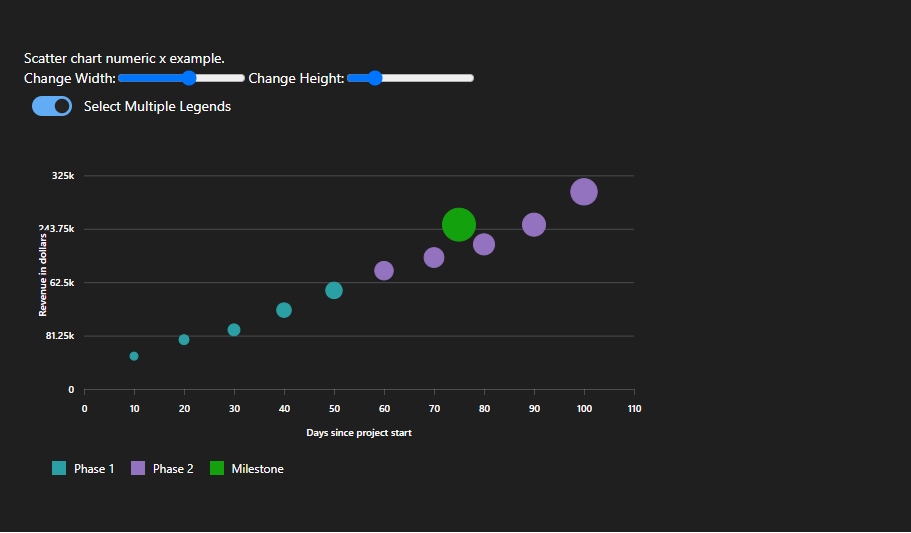 Scatter chart numeric x example.
Change Width: Change Height:
Select Multiple Legends
325k
243.75k
62.5k
81.25k
0
Revenue in dollars
0 10 20 30 40 50 60 70 80 90 100 110
Days since project start
Phase 1 Phase 2 Milestone